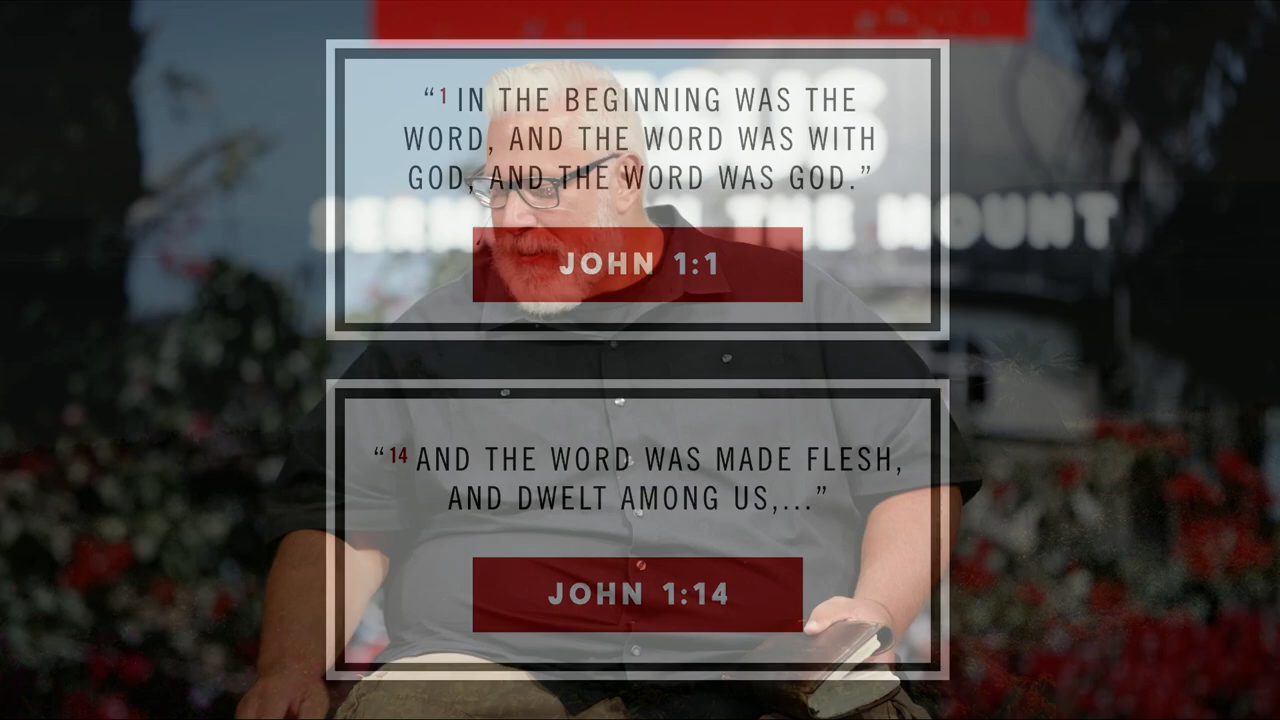 “1 IN THE BEGINNING WAS THE
WORD, AND THE WORD WAS WITH
GOD, AND THE WORD WAS GOD.”
SERM THE MOUNT
JOHN 1:1
“14 AND THE WORD WAS MADE FLESH,
AND DWELT AMONG US,...”
JOHN 1:14